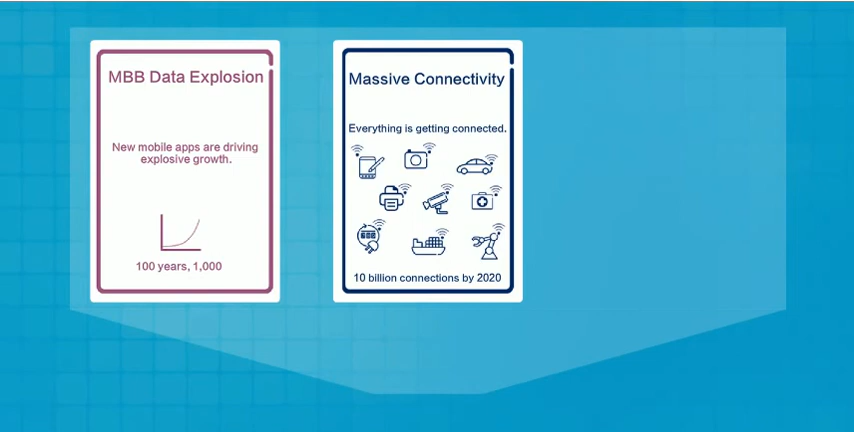 MBB Data Explosion
New mobile apps are driving
explosive growth.
100 years, 1,000
Massive Connectivity
Everything is getting connected.
10 billion connections by 2020